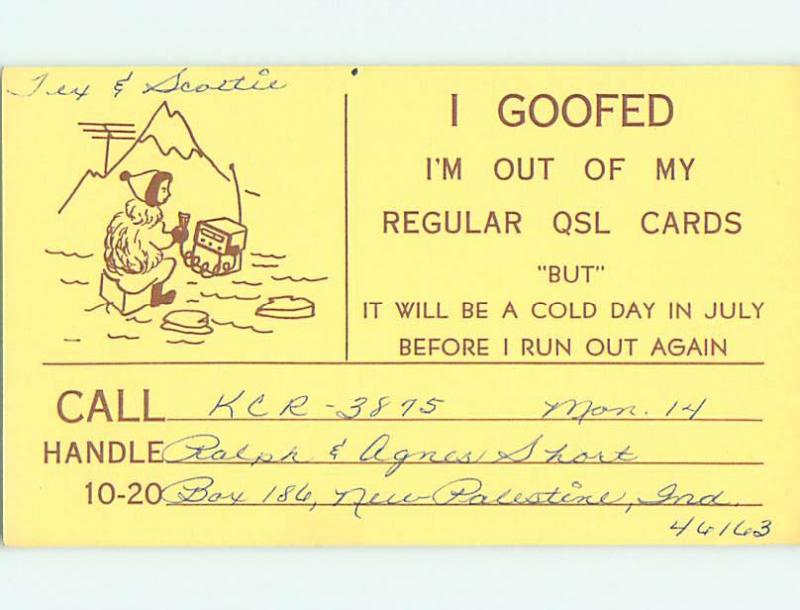 Tex & Scottie
I GOOFED
I'M OUT OF MY
REGULAR QSL CARDS
"BUT"
IT WILL BE A COLD DAY IN JULY
BEFORE I RUN OUT AGAIN
CALL KCR-3875 Mon. 14
HANDLE Ralph & Agnes Short
10-20 Box 186, New Palestine, Ind.
46163